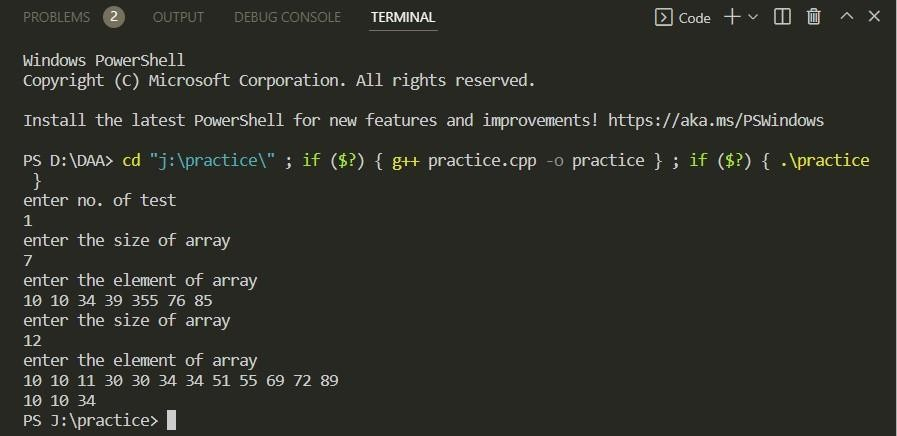 PROBLEMS 2 OUTPUT DEBUG CONSOLE TERMINAL Code
Windows PowerShell
Copyright (C) Microsoft Corporation. All rights reserved.
Install the latest PowerShell for new features and improvements! https://aka.ms/PSWindows
PS D:\DAA> cd "j:\practice\" ; if ($?) { g++ practice.cpp -o practice } ; if ($?) { .\practice
}
enter no. of test
1
enter the size of array
7
enter the element of array
10 10 34 39 355 76 85
enter the size of array
12
enter the element of array
10 10 11 30 30 34 34 51 55 69 72 89
10 10 34
PS J:\practice>